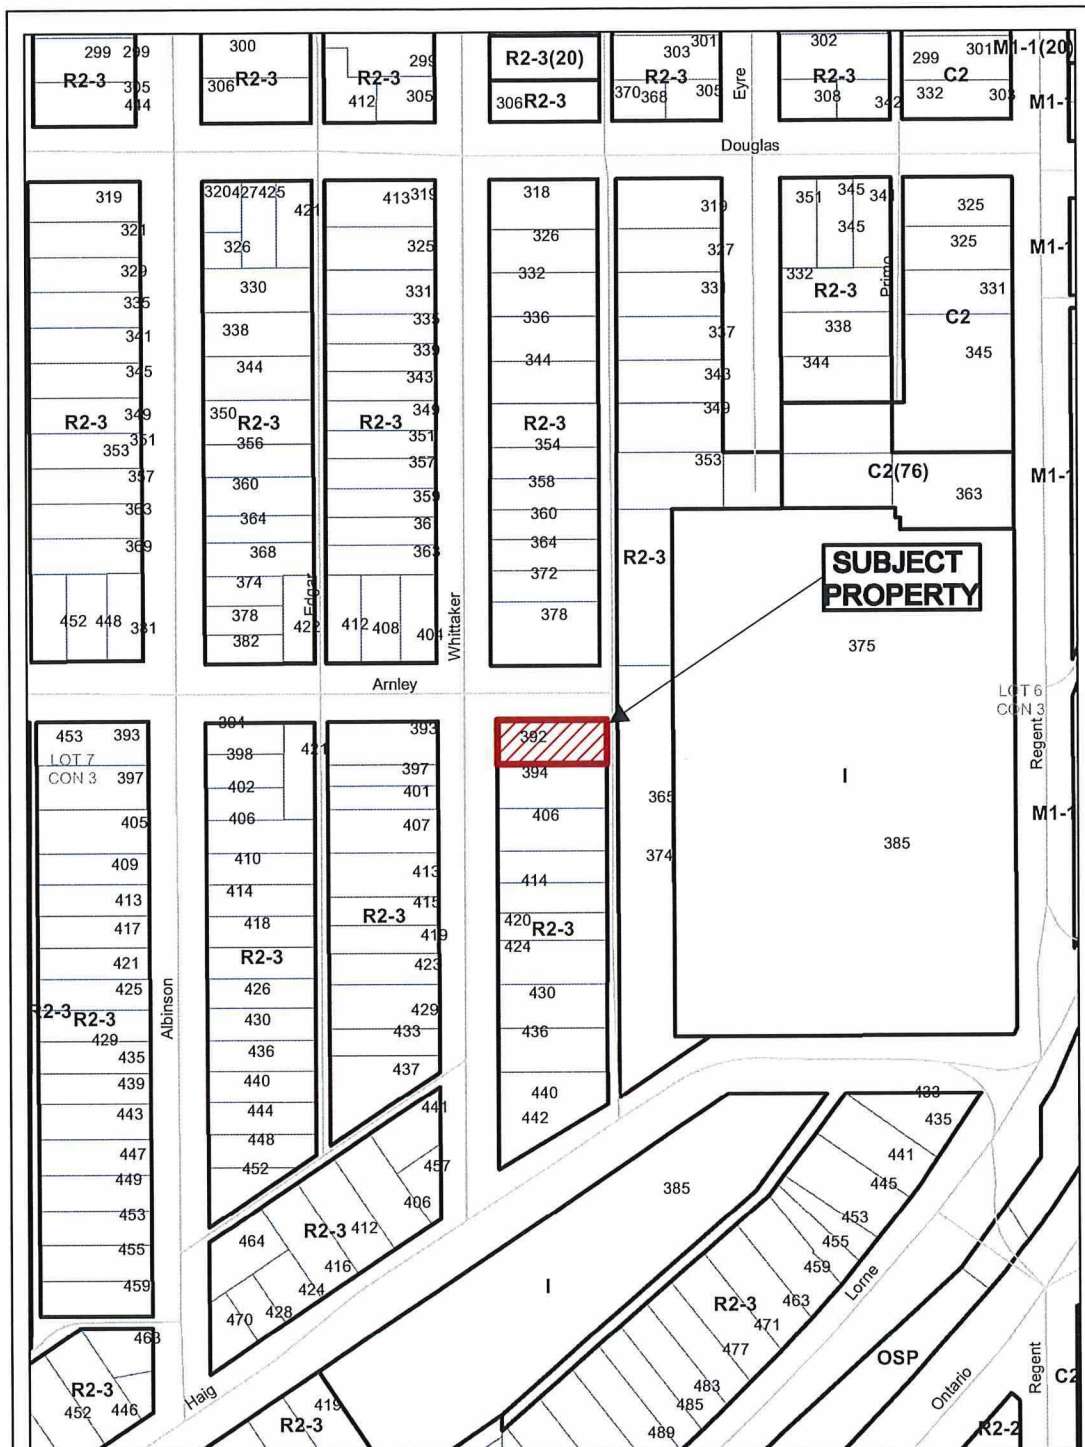 299 299 300 299 R2-3(20) 301 303 302 301 M1-1(20)
R2-3 R2-3 R2-3 R2-3 R2-3 299 C2
305 306 412 305 306 R2-3 370 368 305 Eyre 308 342 332 303 M1-1
444
Douglas
319 320 427 425 421 413 319 318 319 351 345 341 325
321 326 325 326 327 345 325 M1-1
329 330 331 332 331 332 R2-3 Primo 331
335 338 335 336 337 338 C2
341 344 339 344 343 344 345
345 343
349 350 349 R2-3 349
R2-3 R2-3 R2-3
351 356 351 354 353
353
357 360 357 358 C2(76) 363 M1-1
363 364 359 360
369 368 36 364 R2-3
374 363 372 SUBJECT
378 Edgar 378 PROPERTY
452 448 381 382 422 412 408 404 Whittaker 375
Arnley
LOT 6
CON 3
Regent
453 393 394 421 393 392
LOT 7 398 397 394
CON 3 397 402 401 365 I
405 406 407 406 M1-1
409 410 413 374 385
413 414 415 414
417 418 R2-3 420 R2-3
421 R2-3 419 424
425 426 423 430
R2-3 R2-3 Albinson 430 429 436
429 436 433
435 440 437 440
439 444 441 442 433
443 448 435
447 452 457 441
449 406 385 445
453 464 R2-3 412 453
455 416 455
459 424 I 459 Lorne
470 428 R2-3 463
463 471
R2-3 477 OSP Regent C2
452 446 Haig 419 483 Ontario
R2-3 485 R2-2
489